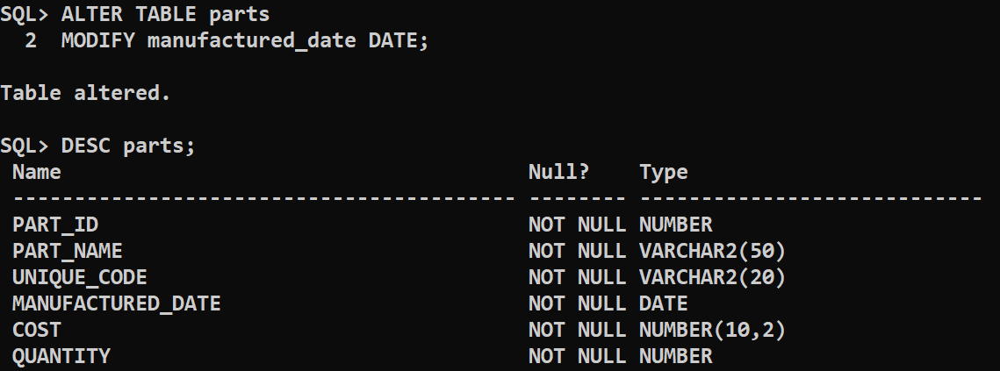 SQL> ALTER TABLE parts
  2  MODIFY manufactured_date DATE;
Table altered.
SQL> DESC parts;
 Name                                      Null?    Type
 ----------------------------------------- -------- ----------------------------
 PART_ID                                   NOT NULL NUMBER
 PART_NAME                                 NOT NULL VARCHAR2(50)
 UNIQUE_CODE                               NOT NULL VARCHAR2(20)
 MANUFACTURED_DATE                         NOT NULL DATE
 COST                                      NOT NULL NUMBER(10,2)
 QUANTITY                                  NOT NULL NUMBER